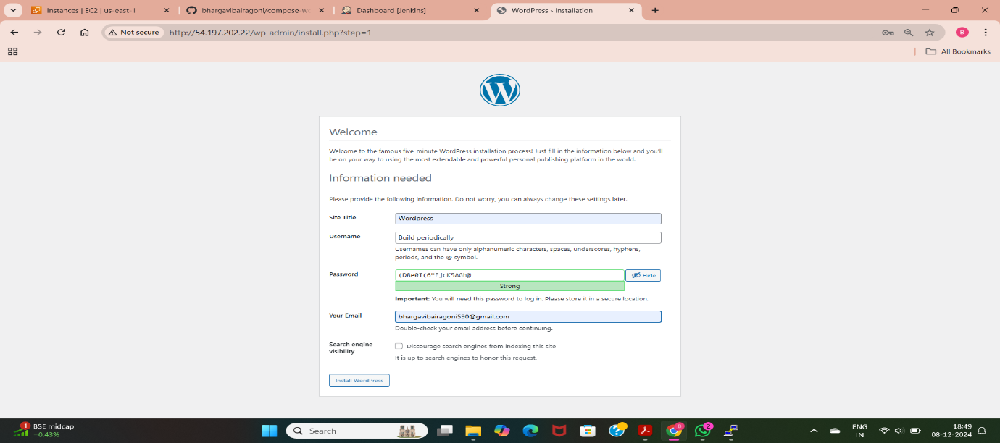 Instances | EC2 | us-east-1
bhargavibairagoni/compose-wo
Dashboard [Jenkins]
WordPress › Installation
Not secure
http://54.197.202.22/wp-admin/install.php?step=1
B
All Bookmarks
Welcome
Welcome to the famous five-minute WordPress installation process! Just fill in the information below and you'll
be on your way to using the most extendable and powerful personal publishing platform in the world.
Information needed
Please provide the following information. Do not worry, you can always change these settings later.
Site Title
Wordpress
Username
Build periodically
Usernames can have only alphanumeric characters, spaces, underscores, hyphens,
periods, and the @ symbol.
Password
(D8e0I(6*FjcK5AGh@
Hide
Strong
Important: You will need this password to log in. Please store it in a secure location.
Your Email
bhargavibairagoni590@gmail.com
Double-check your email address before continuing.
Search engine
visibility
Discourage search engines from indexing this site
It is up to search engines to honor this request.
Install WordPress
1
BSE midcap
+0.43%
Search
B
2
ENG
IN
18:49
08-12-2024